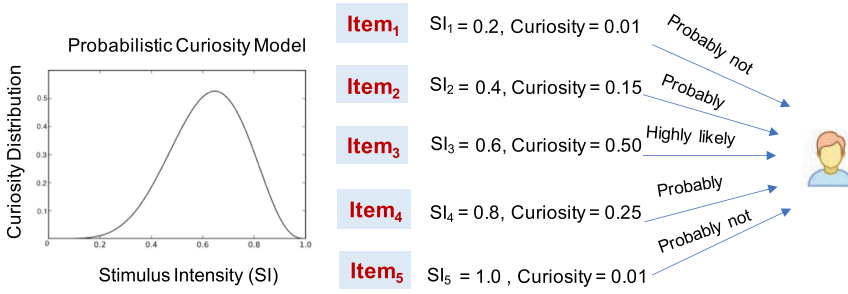 Probabilistic Curiosity Model
Curiosity Distribution
0.5
0.4
0.3
0.2
0.1
0
0.2
0.4
0.6
0.8
1.0
Stimulus Intensity (SI)
Item1 SI1 = 0.2, Curiosity = 0.01 Probably not
Item2 SI2 = 0.4, Curiosity = 0.15 Probably
Item3 SI3 = 0.6, Curiosity = 0.50 Highly likely
Item4 SI4 = 0.8, Curiosity = 0.25 Probably
Item5 SI5 = 1.0 , Curiosity = 0.01 Probably not